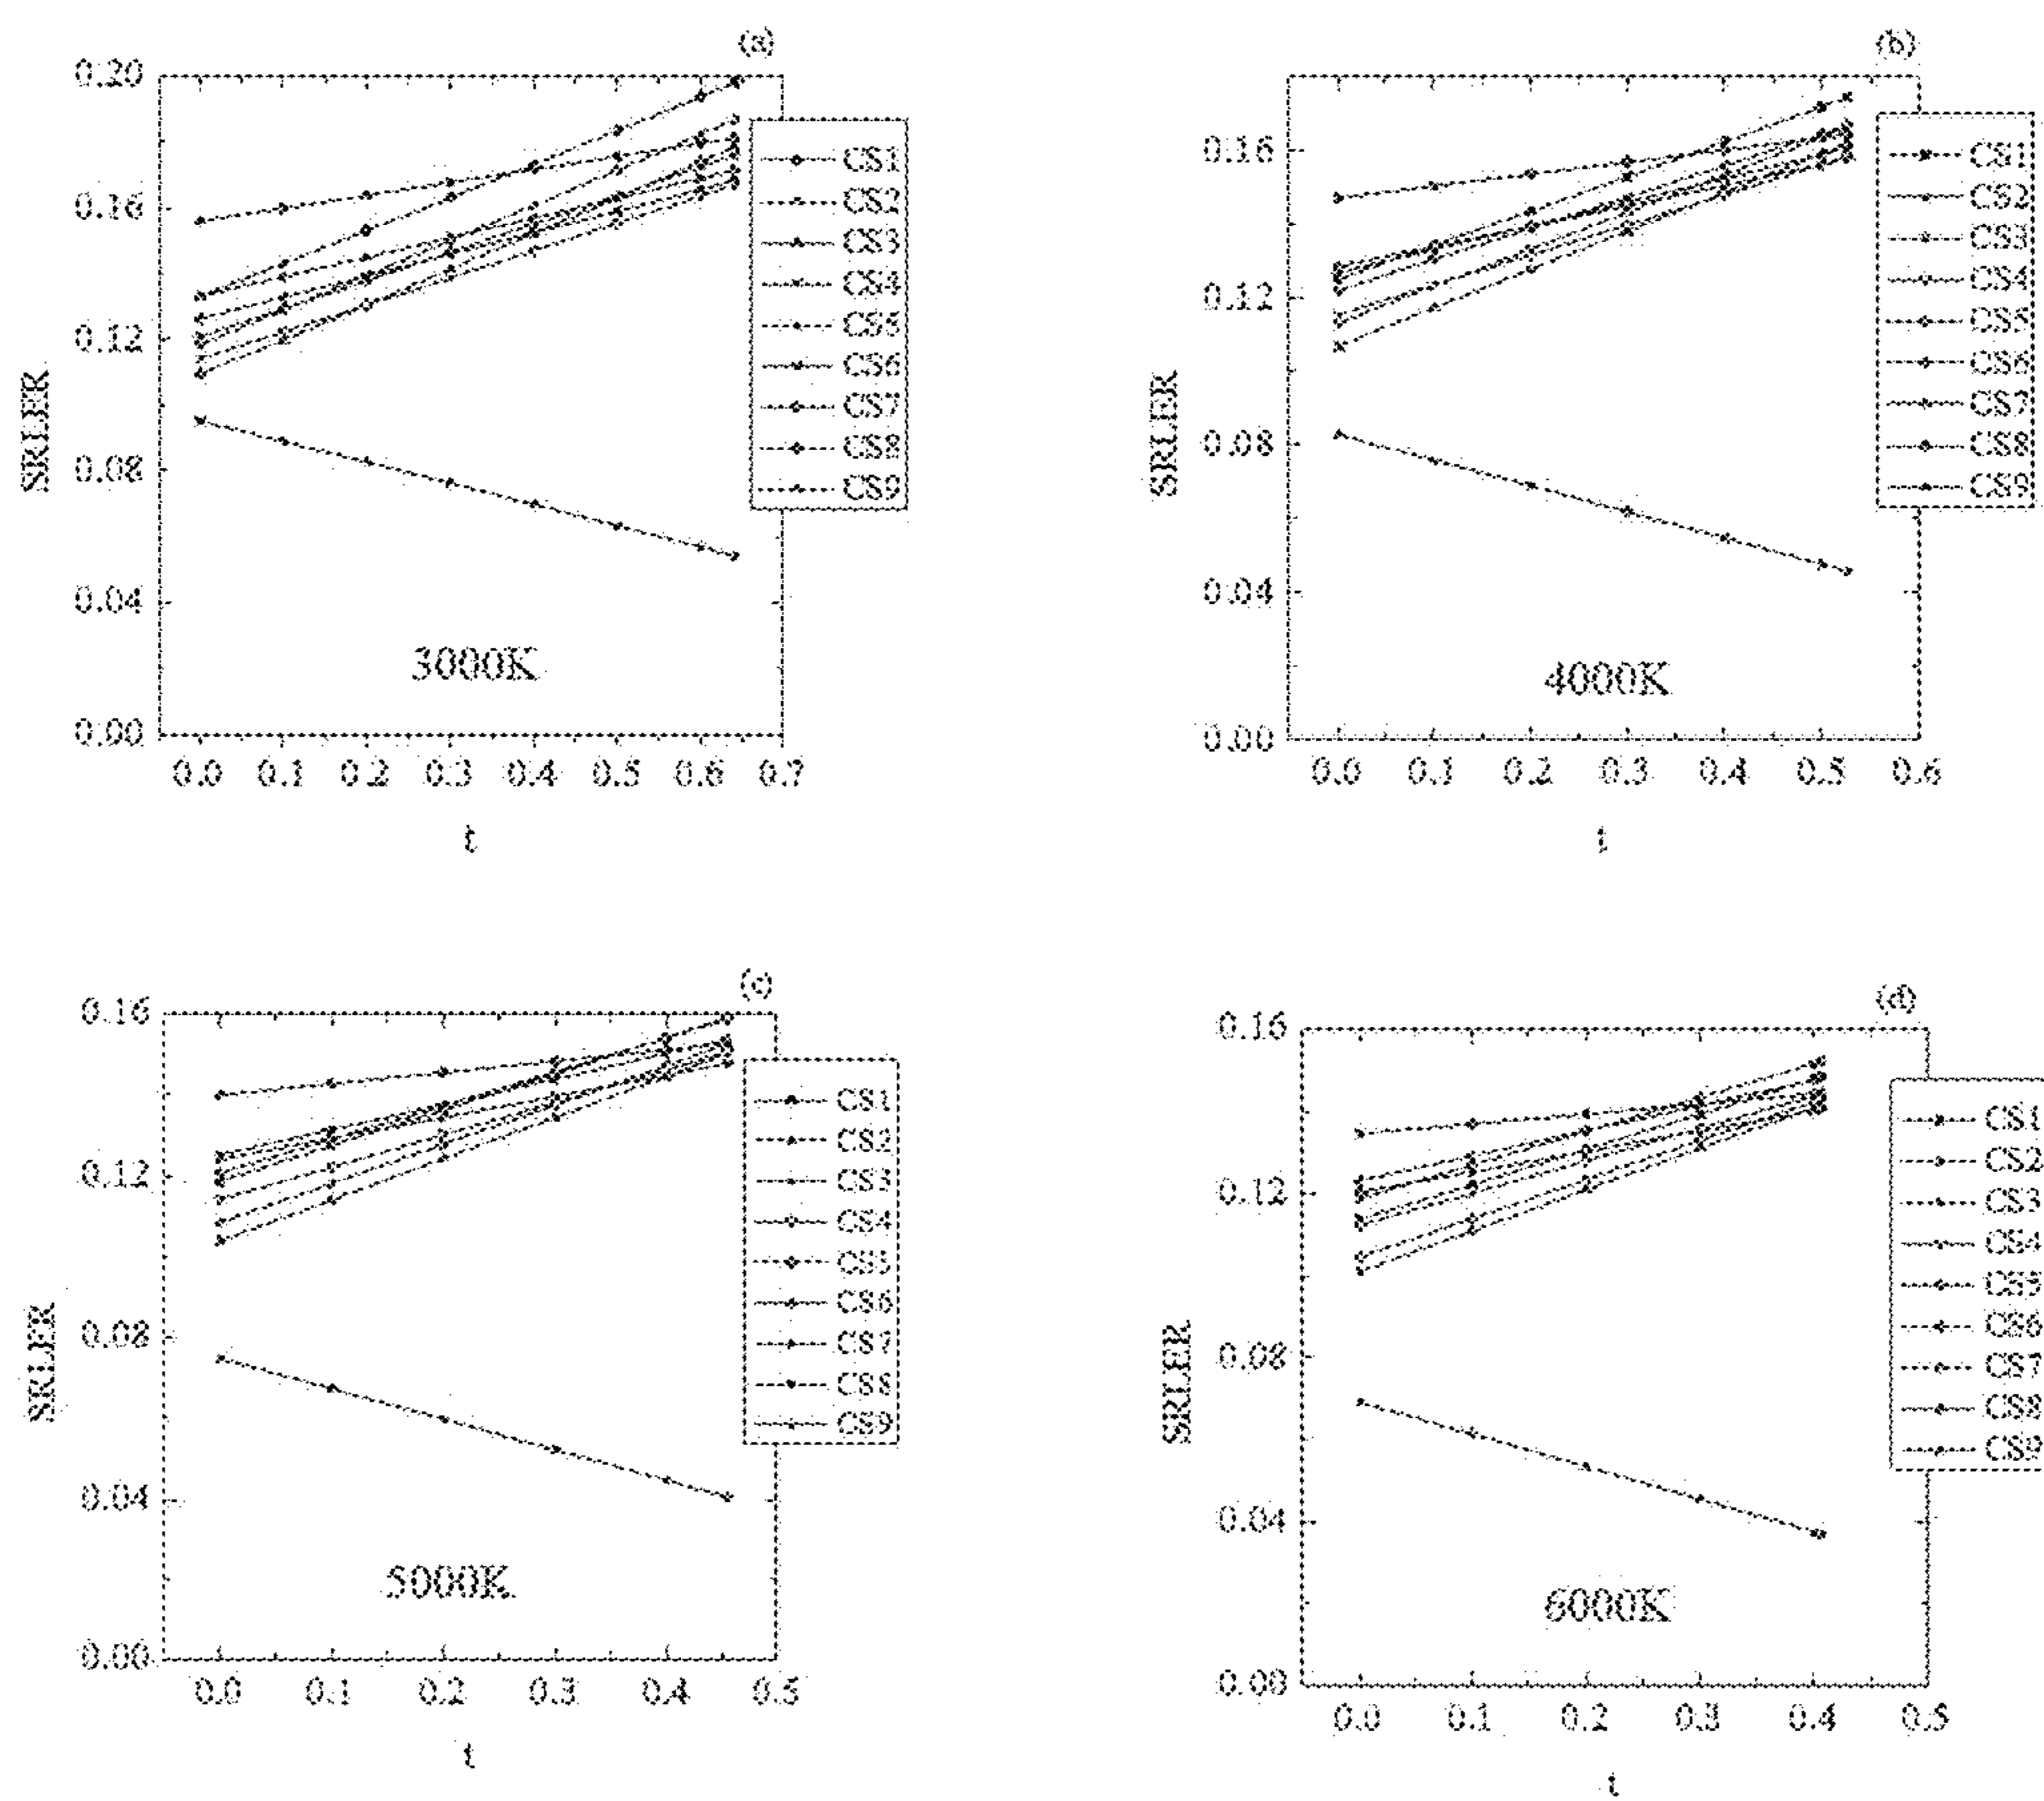 (a)
0.20
0.16
0.12
0.08
0.04
0.00
SRLER
CS1
CS2
CS3
CS4
CS5
CS6
CS7
CS8
CS9
3000K
0.0 0.1 0.2 0.3 0.4 0.5 0.6 0.7
t
(b)
0.16
0.12
0.08
0.04
0.00
SRLER
CS1
CS2
CS3
CS4
CS5
CS6
CS7
CS8
CS9
4000K
0.0 0.1 0.2 0.3 0.4 0.5 0.6
t
(c)
0.16
0.12
0.08
0.04
0.00
SRLER
CS1
CS2
CS3
CS4
CS5
CS6
CS7
CS8
CS9
5000K
0.0 0.1 0.2 0.3 0.4 0.5
t
(d)
0.16
0.12
0.08
0.04
0.00
SRLER
CS1
CS2
CS3
CS4
CS5
CS6
CS7
CS8
CS9
6000K
0.0 0.1 0.2 0.3 0.4 0.5
t